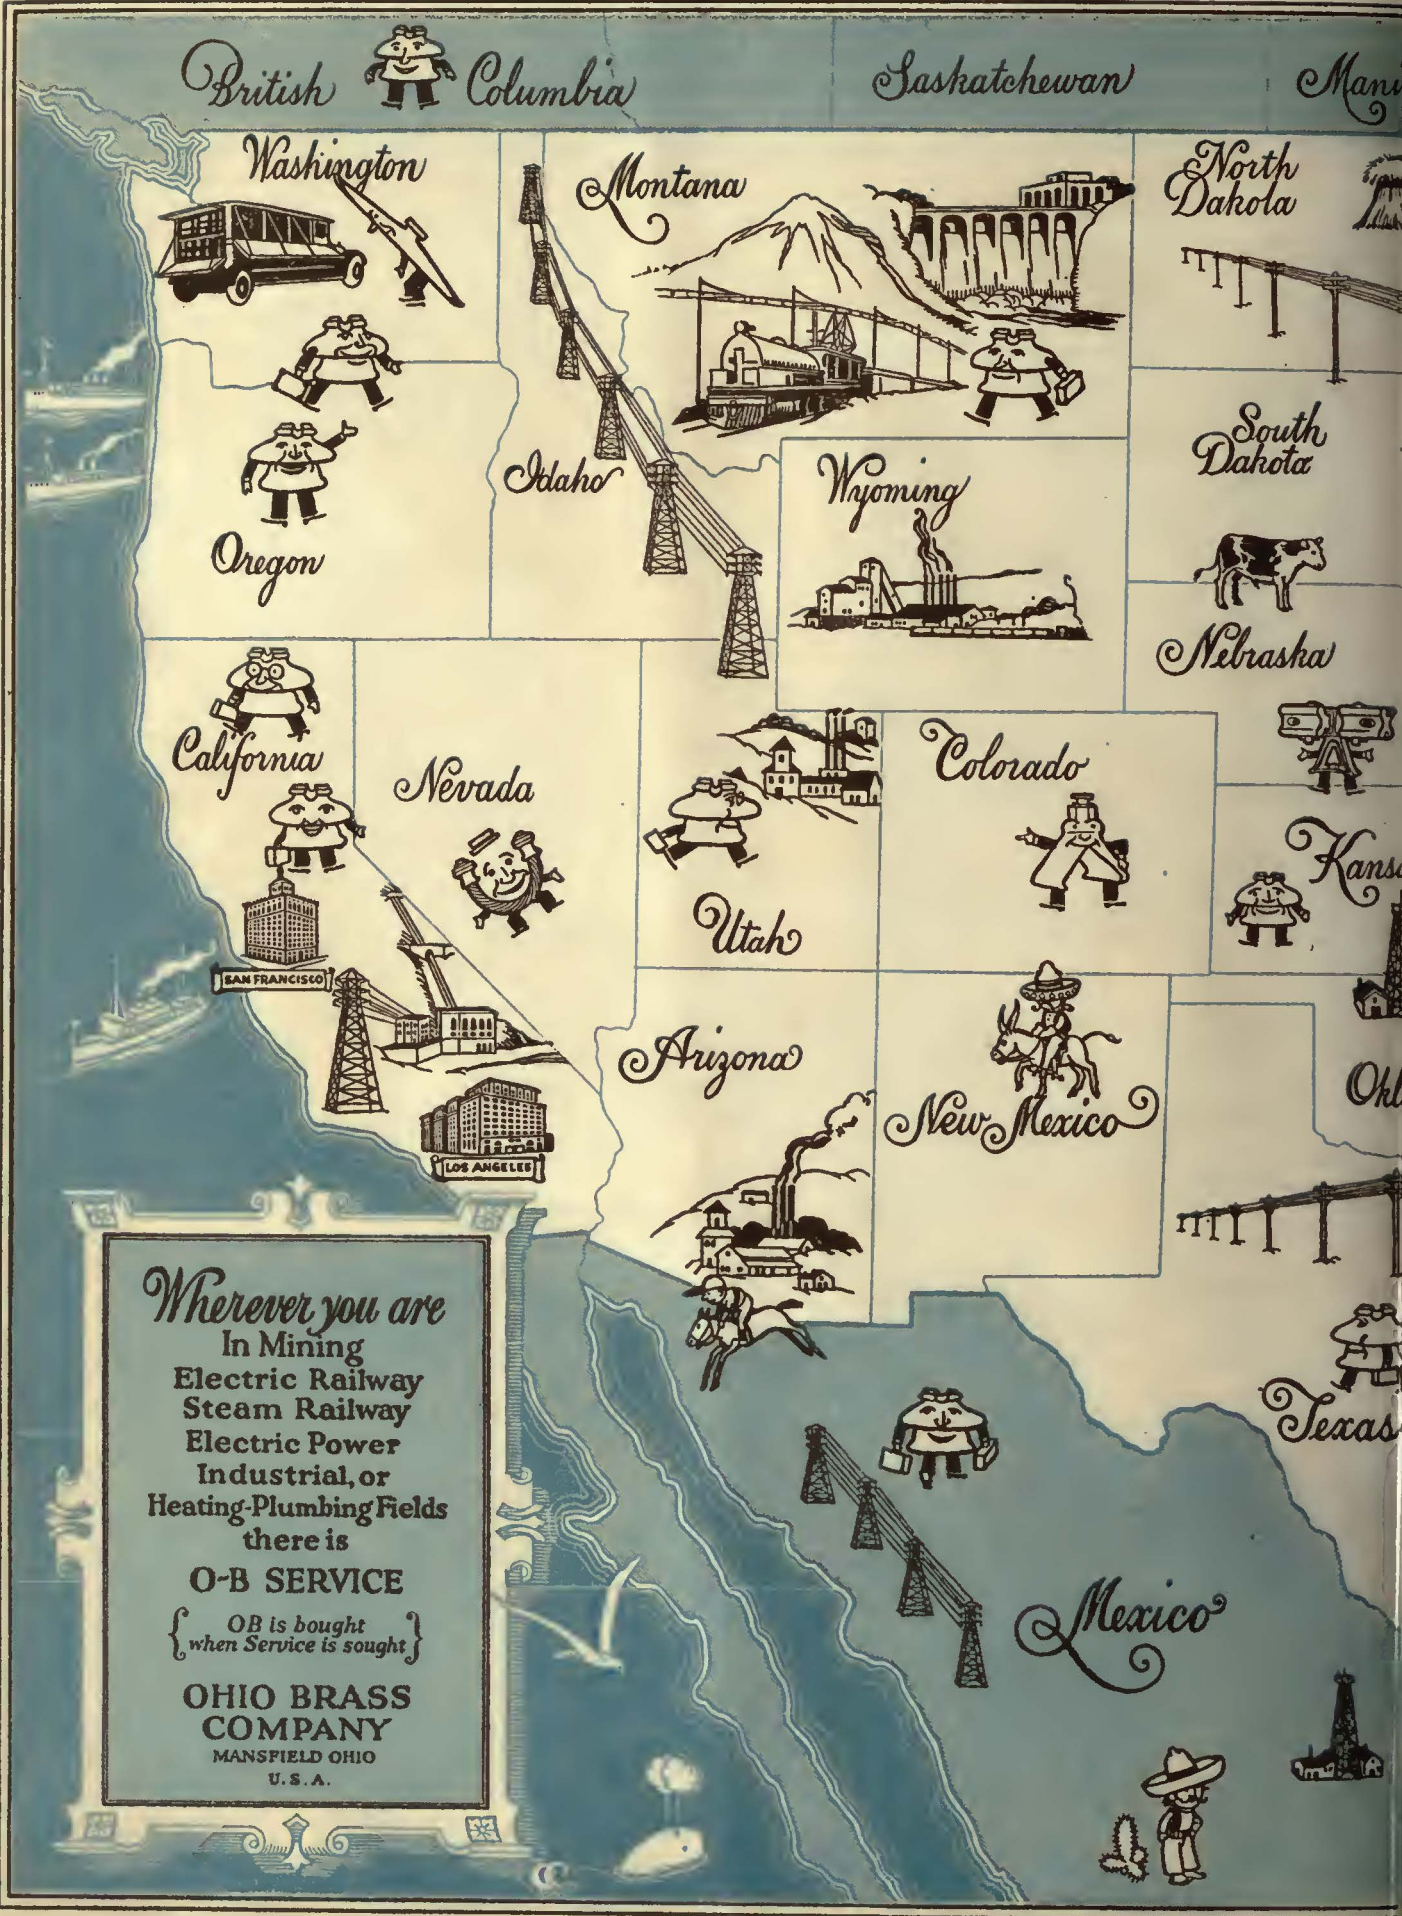 British Columbia
Saskatchewan
Mani
Washington
Montana
North
Dakota
South
Dakota
Idaho
Wyoming
Oregon
Nebraska
California
Nevada
Colorado
Kans
Utah
SAN FRANCISCO
Arizona
New Mexico
Okl
LOS ANGELES
Texas
Mexico
Wherever you are
In Mining
Electric Railway
Steam Railway
Electric Power
Industrial, or
Heating-Plumbing Fields
there is
O-B SERVICE
OB is bought
when Service is sought
OHIO BRASS
COMPANY
MANSFIELD OHIO
U.S.A.